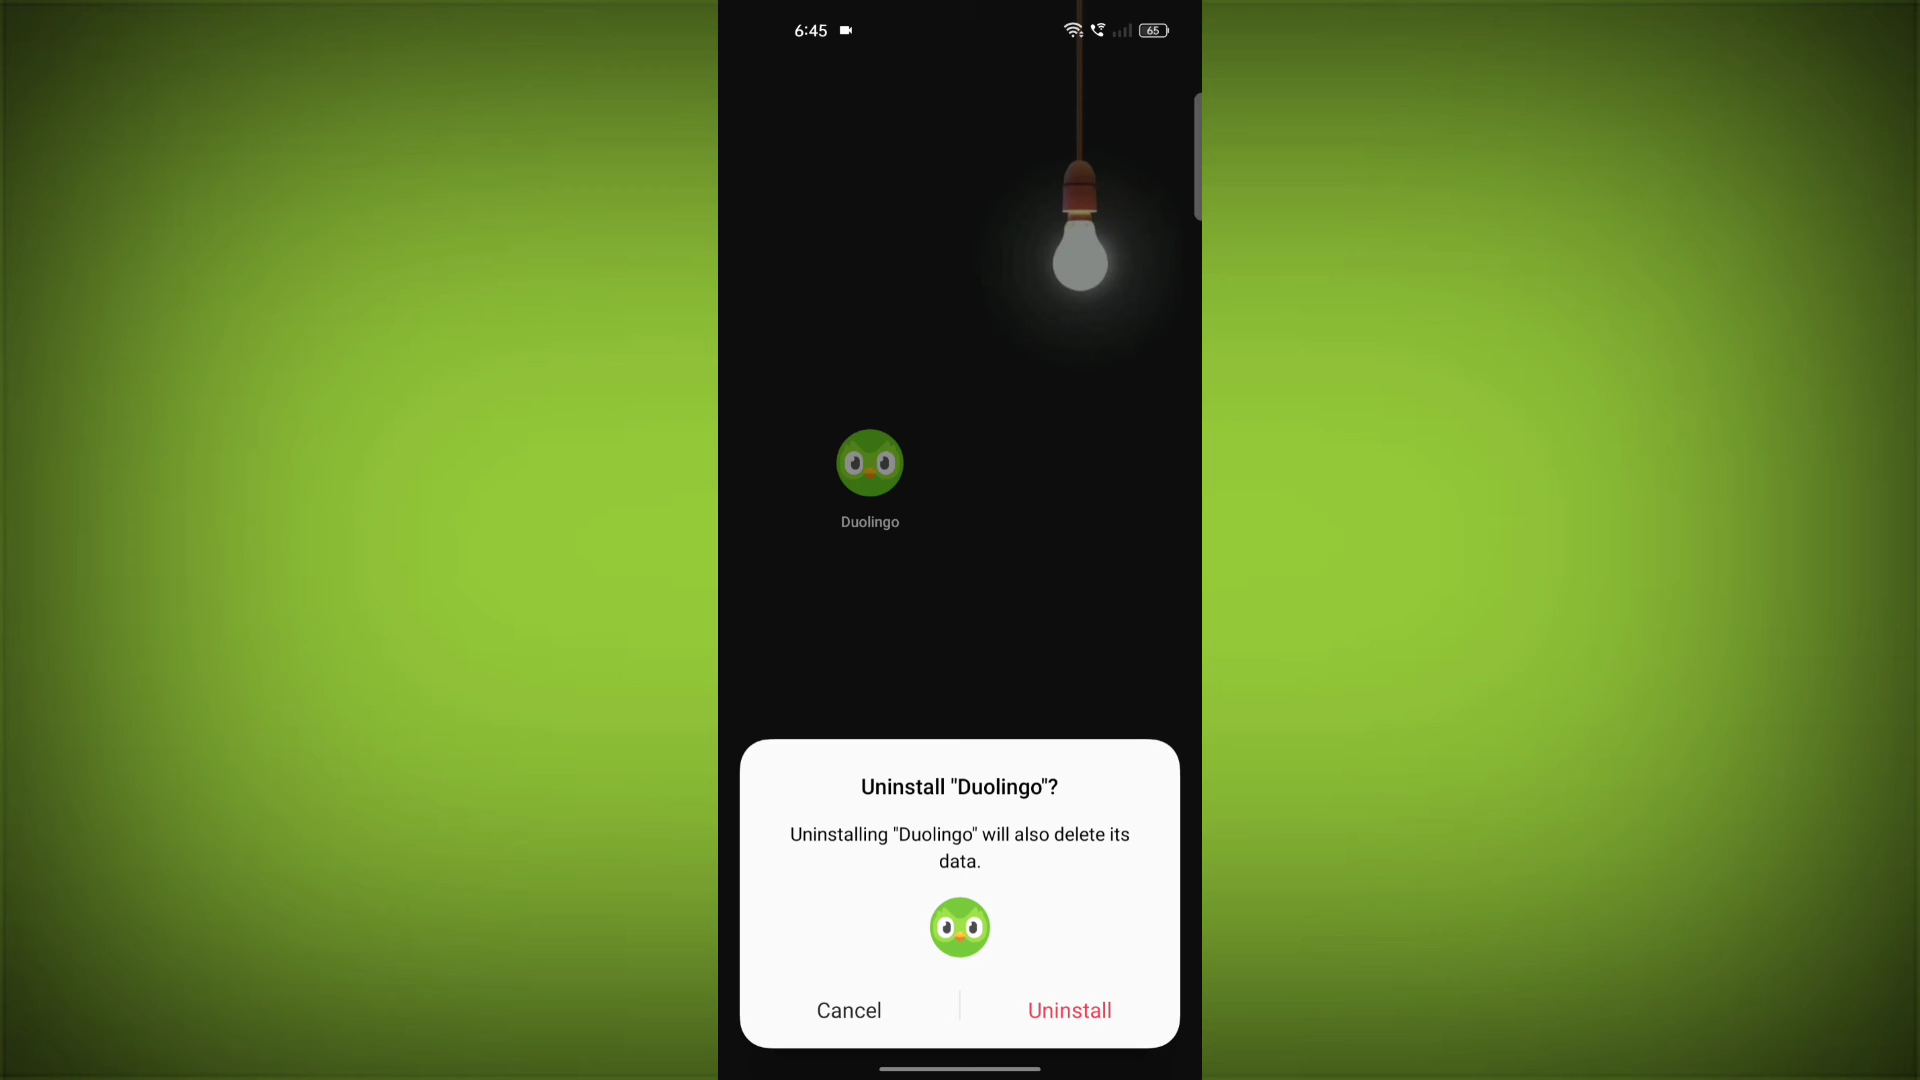 6:45
65
Duolingo
Uninstall "Duolingo"?
Uninstalling "Duolingo" will also delete its
data.
Cancel
Uninstall